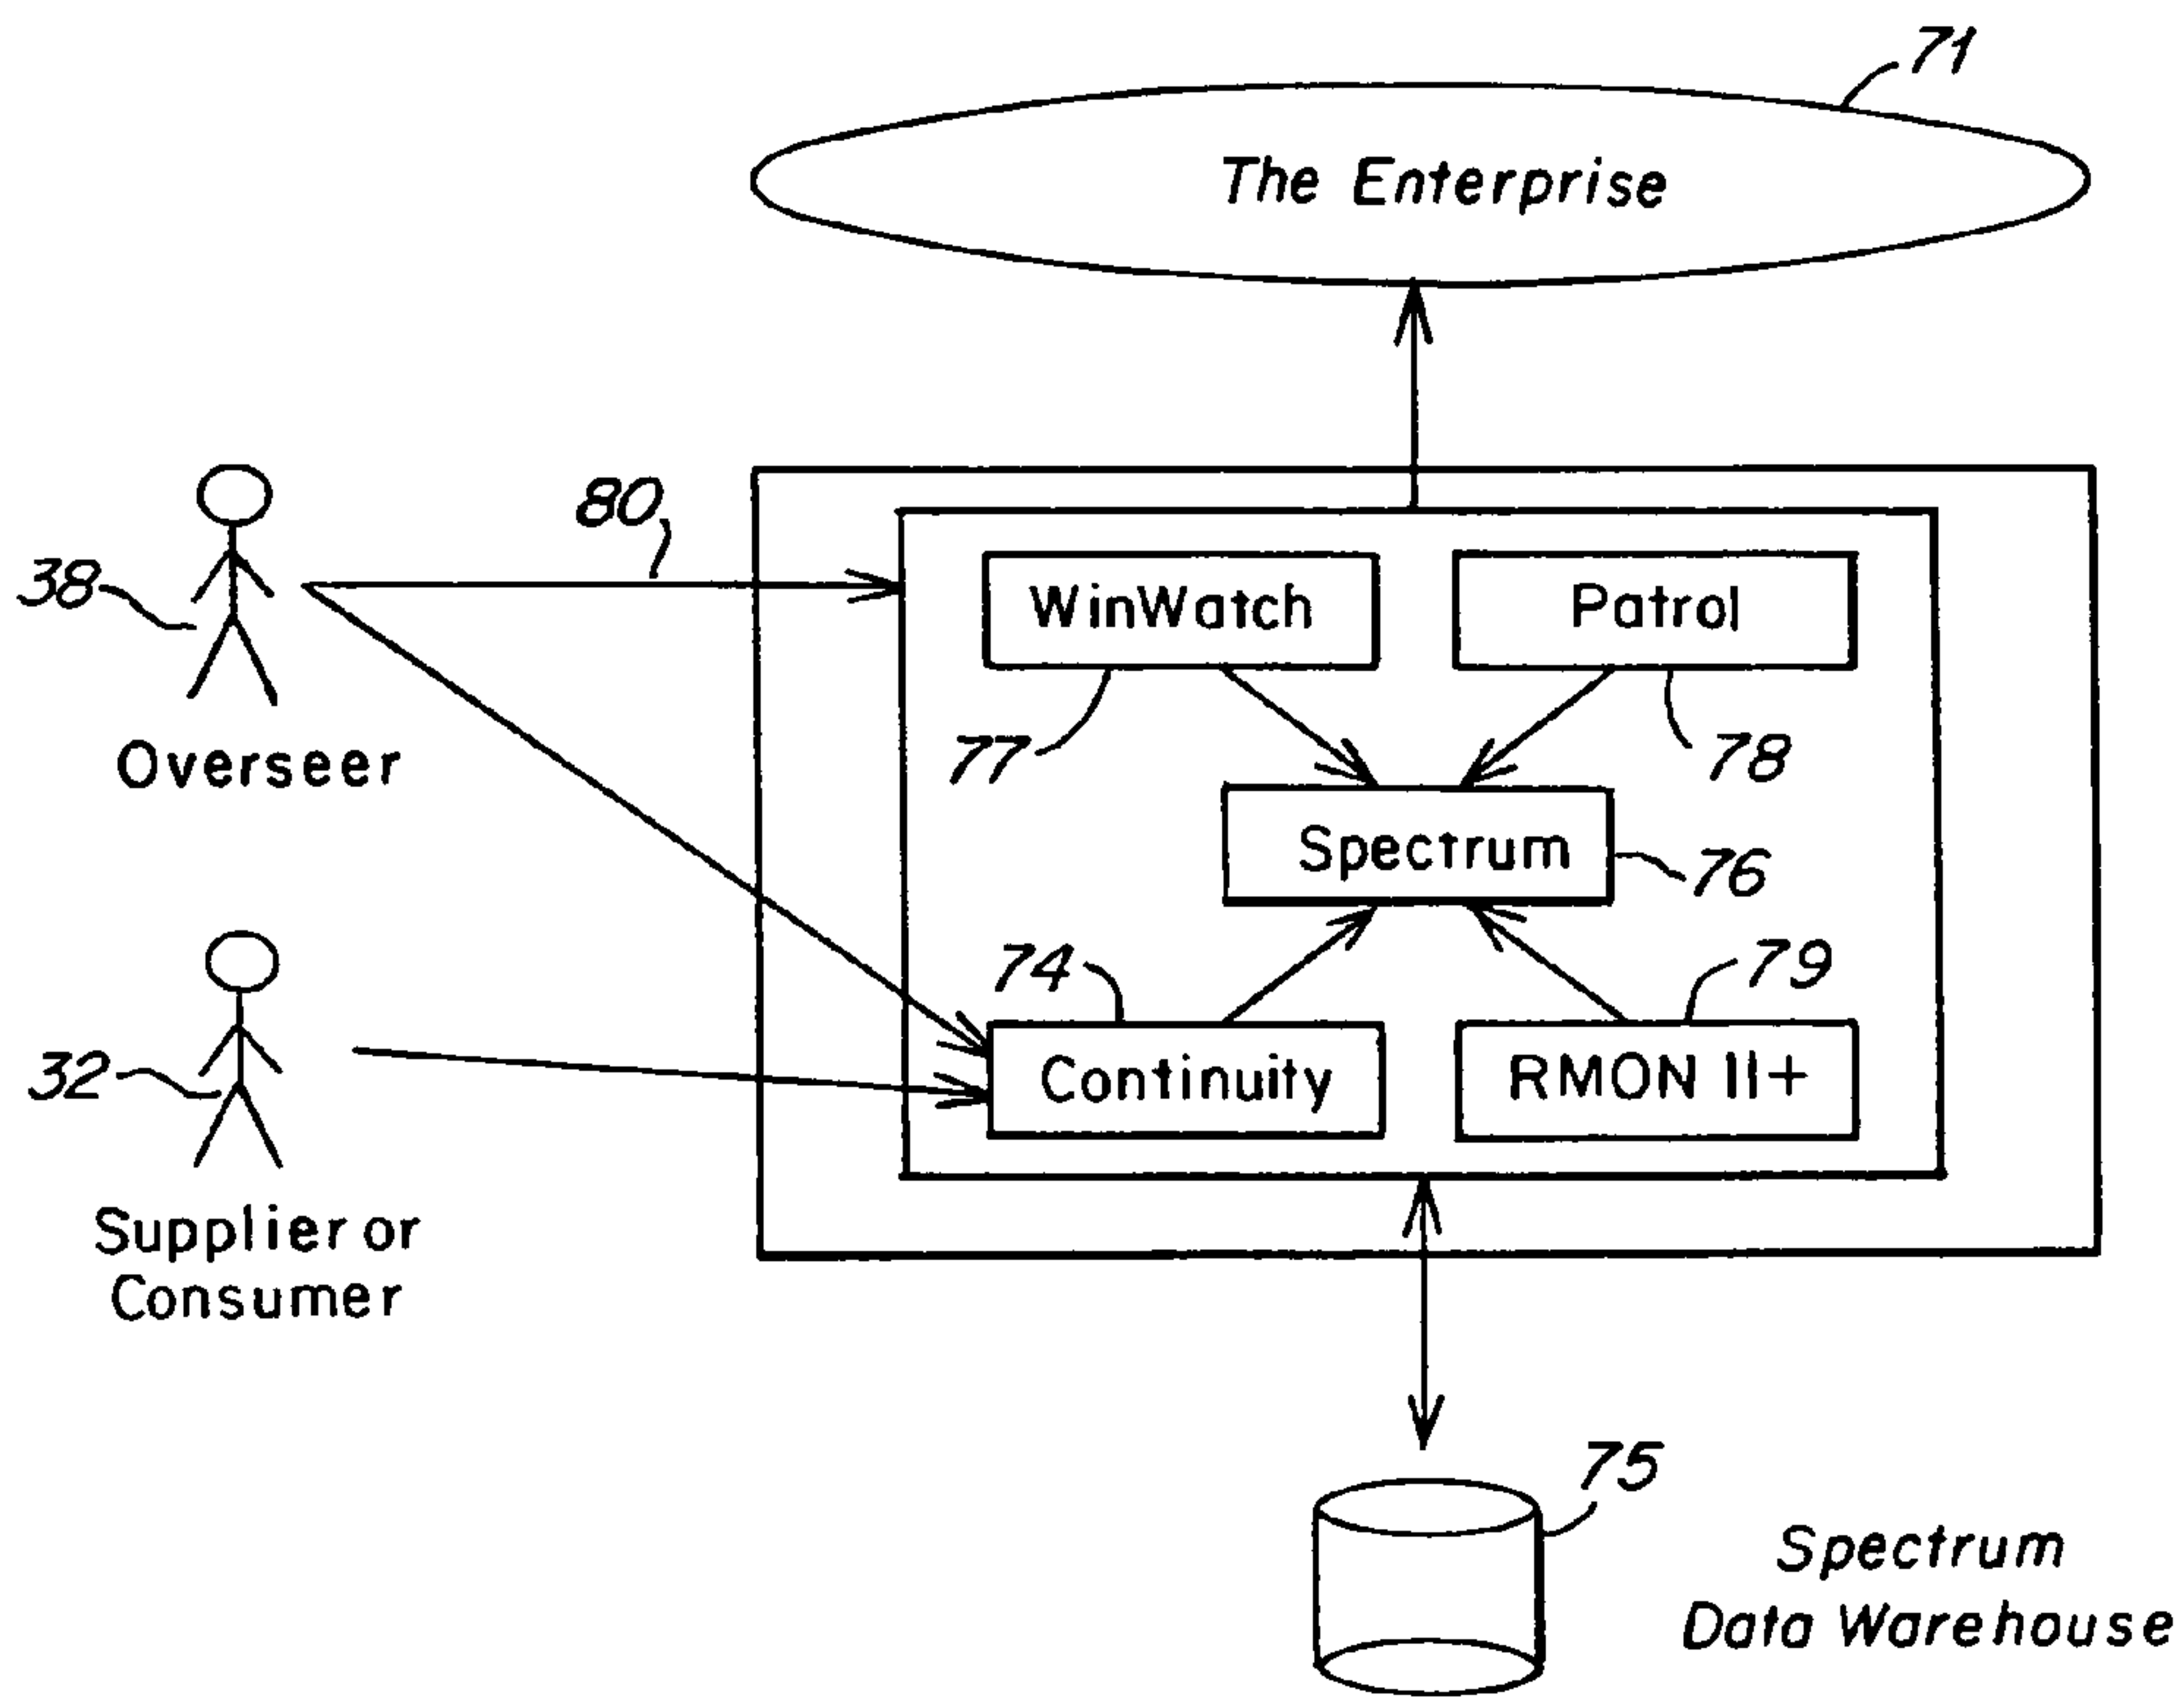 71
The Enterprise
80
38
WinWatch
Patrol
77
78
Overseer
Spectrum
76
74
79
32
Continuity
RMON II+
Supplier or
Consumer
75
Spectrum
Data Warehouse